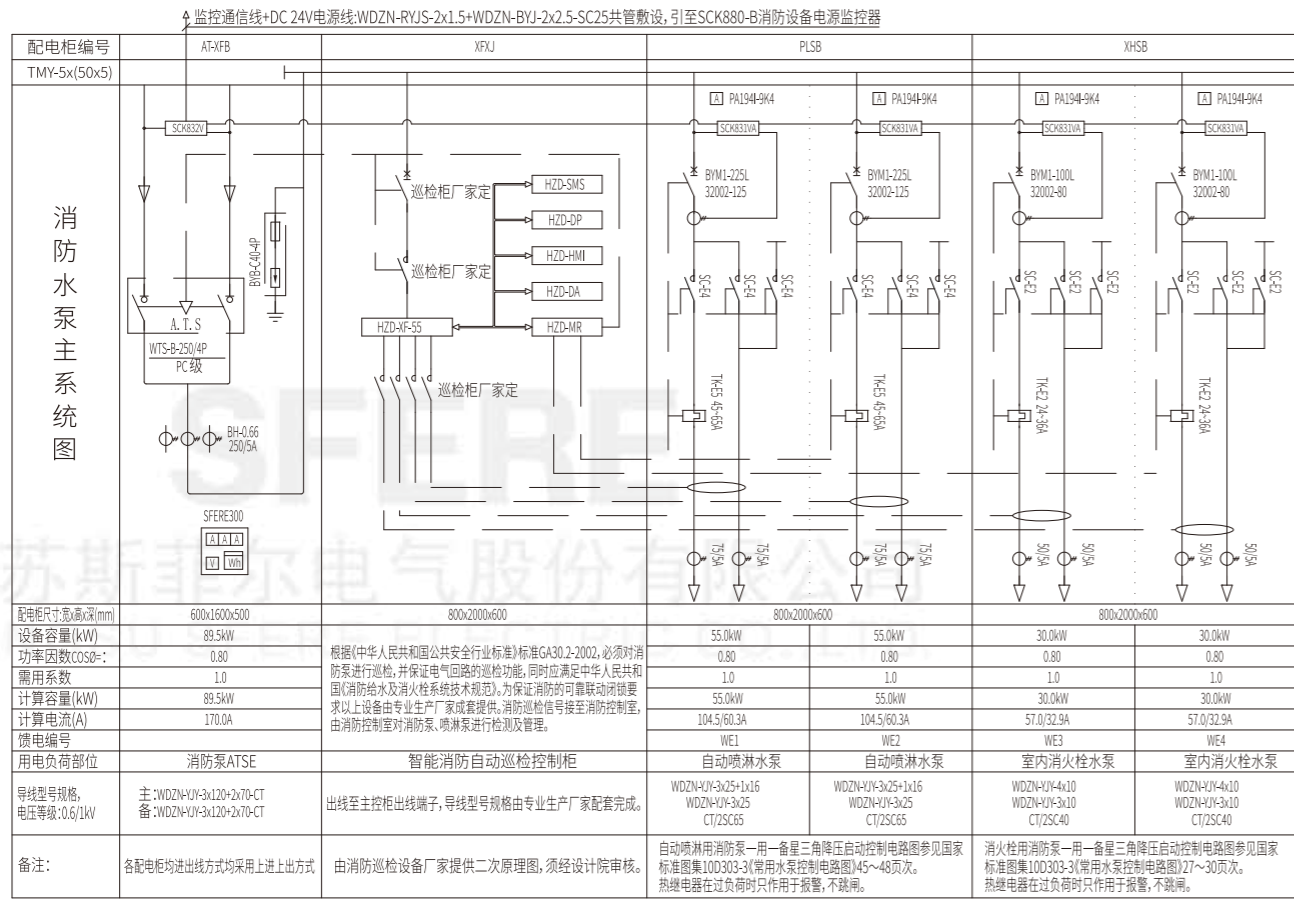 监控通信线+DC 24V电源线:WDZN-RYJS-2x1.5+WDZN-BYJ-2x2.5-SC25共管敷设,引至SCK880-B消防设备电源监控器
配电柜编号 AT-XFB XFXJ PLSB XHSB
TMY-5x(50x5)
消防水泵主系统图
SCK832V
BYB-C40-4P
A.T.S
WTS-B-250/4P
PC级
BH-0.66
250/5A
SFERE300
A A A
V Wh
巡检柜厂家定
巡检柜厂家定
HZD-SMS
HZD-DP
HZD-HMI
HZD-DA
HZD-XF-55 HZD-MR
巡检柜厂家定
A PA194I-9K4 A PA194I-9K4 A PA194I-9K4 A PA194I-9K4
SCK831VA SCK831VA SCK831VA SCK831VA
BYM1-225L BYM1-225L BYM1-100L BYM1-100L
32002-125 32002-125 32002-80 32002-80
SC-E4 SC-E4 SC-E4 SC-E4 SC-E2 SC-E2 SC-E2 SC-E2
TK-E5 45~65A TK-E5 45~65A TK-E2 24~36A TK-E2 24~36A
75/5A 75/5A 75/5A 75/5A 50/5A 50/5A 50/5A 50/5A
SFERE
苏斯菲尔电气股份有限公司
SFERE ELECTRIC CO., LTD
配电柜尺寸:宽x高x深(mm) 600x1600x500 800x2000x600 800x2000x600 800x2000x600
设备容量(kW) 89.5kW 55.0kW 55.0kW 30.0kW 30.0kW
功率因数COSØ=: 0.80 0.80 0.80 0.80 0.80
需用系数 1.0 1.0 1.0 1.0 1.0
计算容量(kW) 89.5kW 55.0kW 55.0kW 30.0kW 30.0kW
计算电流(A) 170.0A 104.5/60.3A 104.5/60.3A 57.0/32.9A 57.0/32.9A
根据《中华人民共和国公共安全行业标准》标准GA30.2-2002,必须对消
防泵进行巡检,并保证电气回路的巡检功能,同时应满足中华人民共和
国《消防给水及消火栓系统技术规范》。为保证消防的可靠联动闭锁要
求以上设备由专业生产厂家成套提供。消防巡检信号接至消防控制室,
由消防控制室对消防泵、喷淋泵进行检测及管理。
馈电编号 WE1 WE2 WE3 WE4
用电负荷部位 消防泵ATSE 智能消防自动巡检控制柜 自动喷淋水泵 自动喷淋水泵 室内消火栓水泵 室内消火栓水泵
导线型号规格,
电压等级:0.6/1kV
主:WDZN-YJY-3x120+2x70-CT
备:WDZN-YJY-3x120+2x70-CT
出线至主控柜出线端子,导线型号规格由专业生产厂家配套完成。
WDZN-YJY-3x25+1x16 WDZN-YJY-3x25+1x16 WDZN-YJY-4x10 WDZN-YJY-4x10
WDZN-YJY-3x25 WDZN-YJY-3x25 WDZN-YJY-3x10 WDZN-YJY-3x10
CT/2SC65 CT/2SC65 CT/2SC40 CT/2SC40
备注:
各配电柜均进出线方式均采用上进上出方式
由消防巡检设备厂家提供二次原理图,须经设计院审核。
自动喷淋用消防泵一用一备星三角降压启动控制电路图参见国家
标准图集10D303-3《常用水泵控制电路图》45~48页次。
热继电器在过负荷时只作用于报警,不跳闸。
消火栓用消防泵一用一备星三角降压启动控制电路图参见国家
标准图集10D303-3《常用水泵控制电路图》27~30页次。
热继电器在过负荷时只作用于报警,不跳闸。